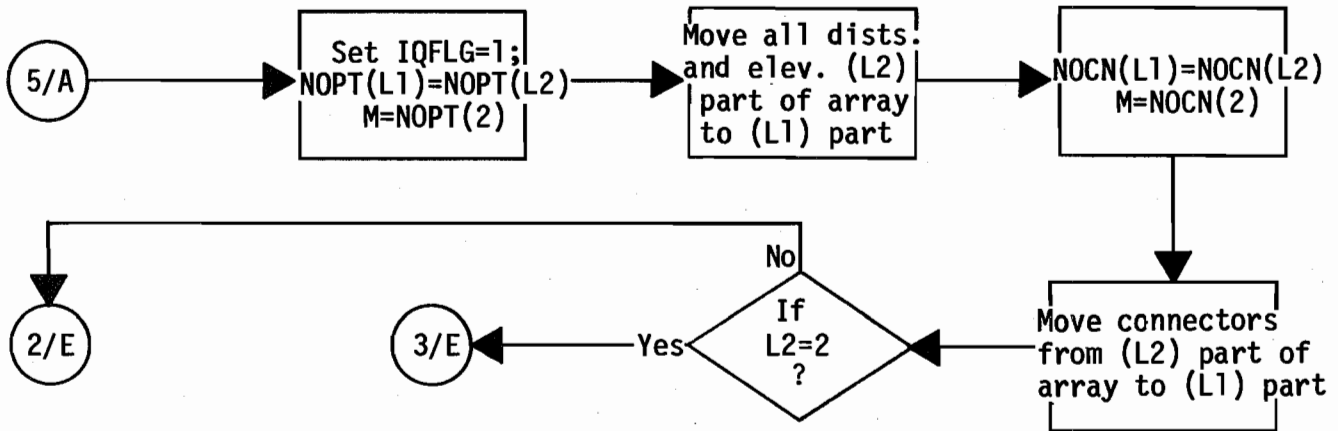 5/A
Set IQFLG=1;
NOPT(L1)=NOPT(L2)
M=NOPT(2)
Move all dists.
and elev. (L2)
part of array
to (L1) part
NOCN(L1)=NOCN(L2)
M=NOCN(2)
Move connectors
from (L2) part of
array to (L1) part
If
L2=2
?
No
Yes
3/E
2/E